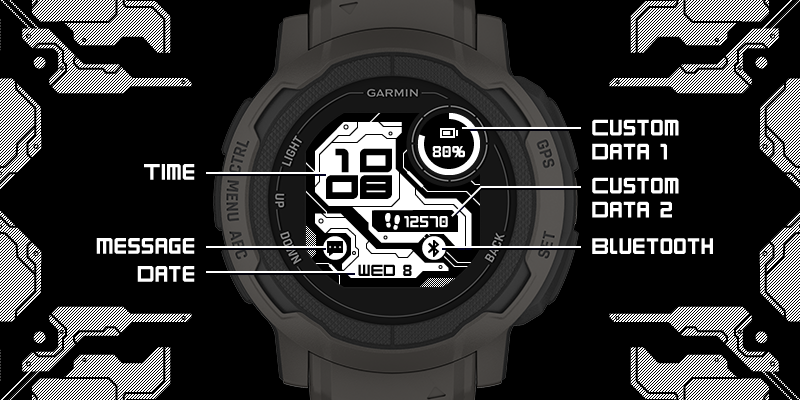 GARMIN
CTRL
LIGHT
MENU
UP
ABC
DOWN
GPS
SET
BACK
10
08
80%
12570
WED 8
TIME
MESSAGE
DATE
CUSTOM
DATA 1
CUSTOM
DATA 2
BLUETOOTH